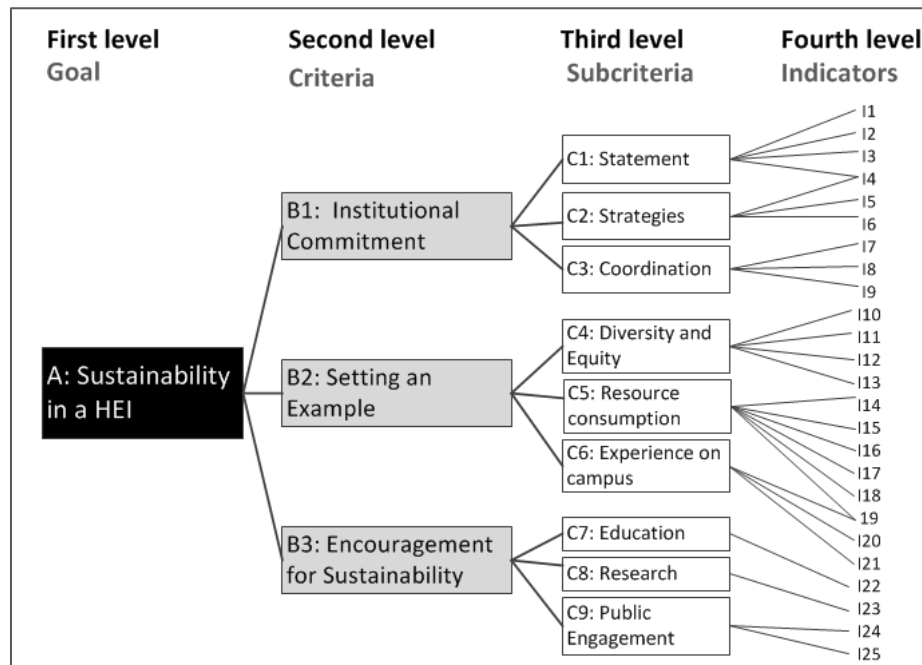 First level
Goal
Second level
Criteria
Third level
Subcriteria
Fourth level
Indicators
A: Sustainability
in a HEI
B1:  Institutional
Commitment
B2: Setting an
Example
B3: Encouragement
for Sustainability
C1: Statement
C2: Strategies
C3: Coordination
C4: Diversity and
Equity
C5: Resource
consumption
C6: Experience on
campus
C7: Education
C8: Research
C9: Public
Engagement
I1
I2
I3
I4
I5
I6
I7
I8
I9
I10
I11
I12
I13
I14
I15
I16
I17
I18
19
I20
I21
I22
I23
I24
I25